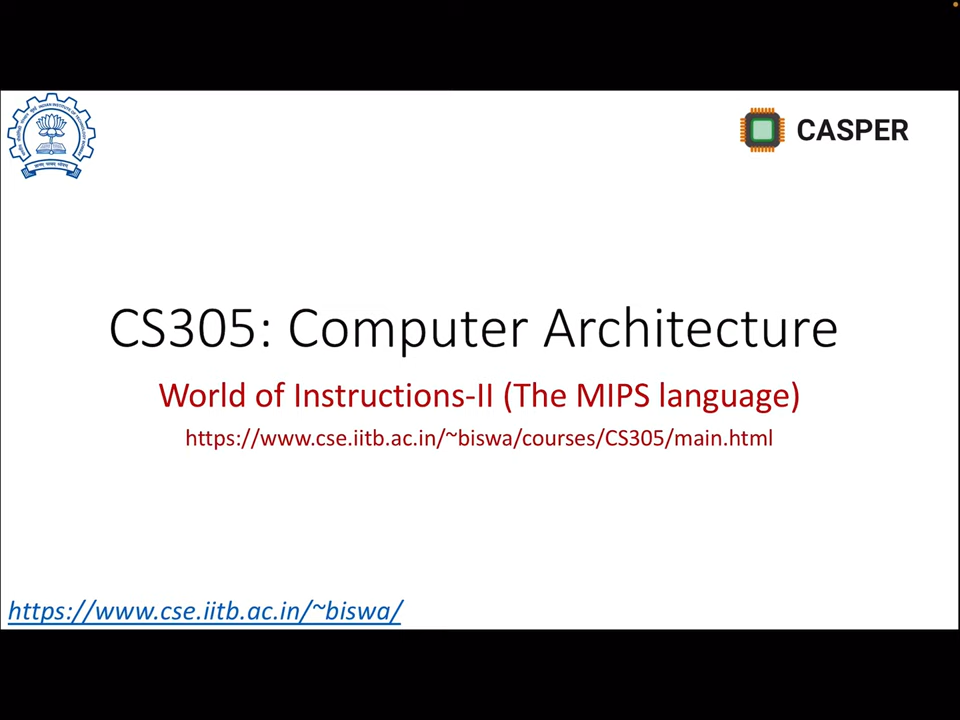 CASPER
CS305: Computer Architecture
World of Instructions-II (The MIPS language)
https://www.cse.iitb.ac.in/~biswa/courses/CS305/main.html
https://www.cse.iitb.ac.in/~biswa/